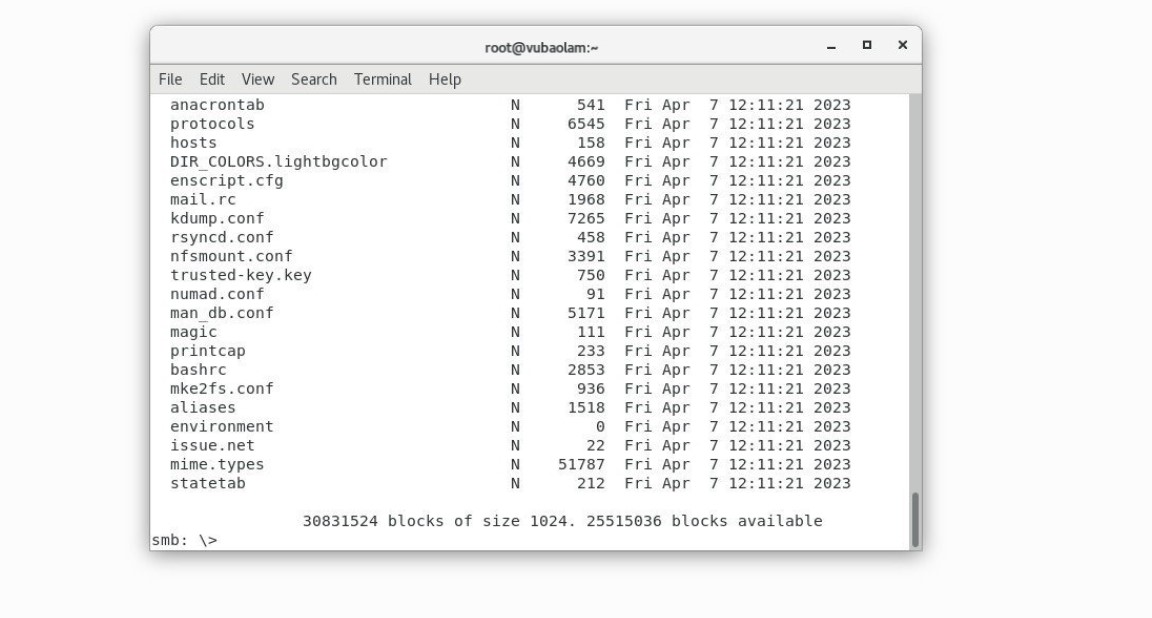 root@vubaolam:~
File Edit View Search Terminal Help
anacrontab N 541 Fri Apr 7 12:11:21 2023
protocols N 6545 Fri Apr 7 12:11:21 2023
hosts N 158 Fri Apr 7 12:11:21 2023
DIR_COLORS.lightbgcolor N 4669 Fri Apr 7 12:11:21 2023
enscript.cfg N 4760 Fri Apr 7 12:11:21 2023
mail.rc N 1968 Fri Apr 7 12:11:21 2023
kdump.conf N 7265 Fri Apr 7 12:11:21 2023
rsyncd.conf N 458 Fri Apr 7 12:11:21 2023
nfsmount.conf N 3391 Fri Apr 7 12:11:21 2023
trusted-key.key N 750 Fri Apr 7 12:11:21 2023
numad.conf N 91 Fri Apr 7 12:11:21 2023
man_db.conf N 5171 Fri Apr 7 12:11:21 2023
magic N 111 Fri Apr 7 12:11:21 2023
printcap N 233 Fri Apr 7 12:11:21 2023
bashrc N 2853 Fri Apr 7 12:11:21 2023
mke2fs.conf N 936 Fri Apr 7 12:11:21 2023
aliases N 1518 Fri Apr 7 12:11:21 2023
environment N 0 Fri Apr 7 12:11:21 2023
issue.net N 22 Fri Apr 7 12:11:21 2023
mime.types N 51787 Fri Apr 7 12:11:21 2023
statetab N 212 Fri Apr 7 12:11:21 2023
30831524 blocks of size 1024. 25515036 blocks available
smb: \>